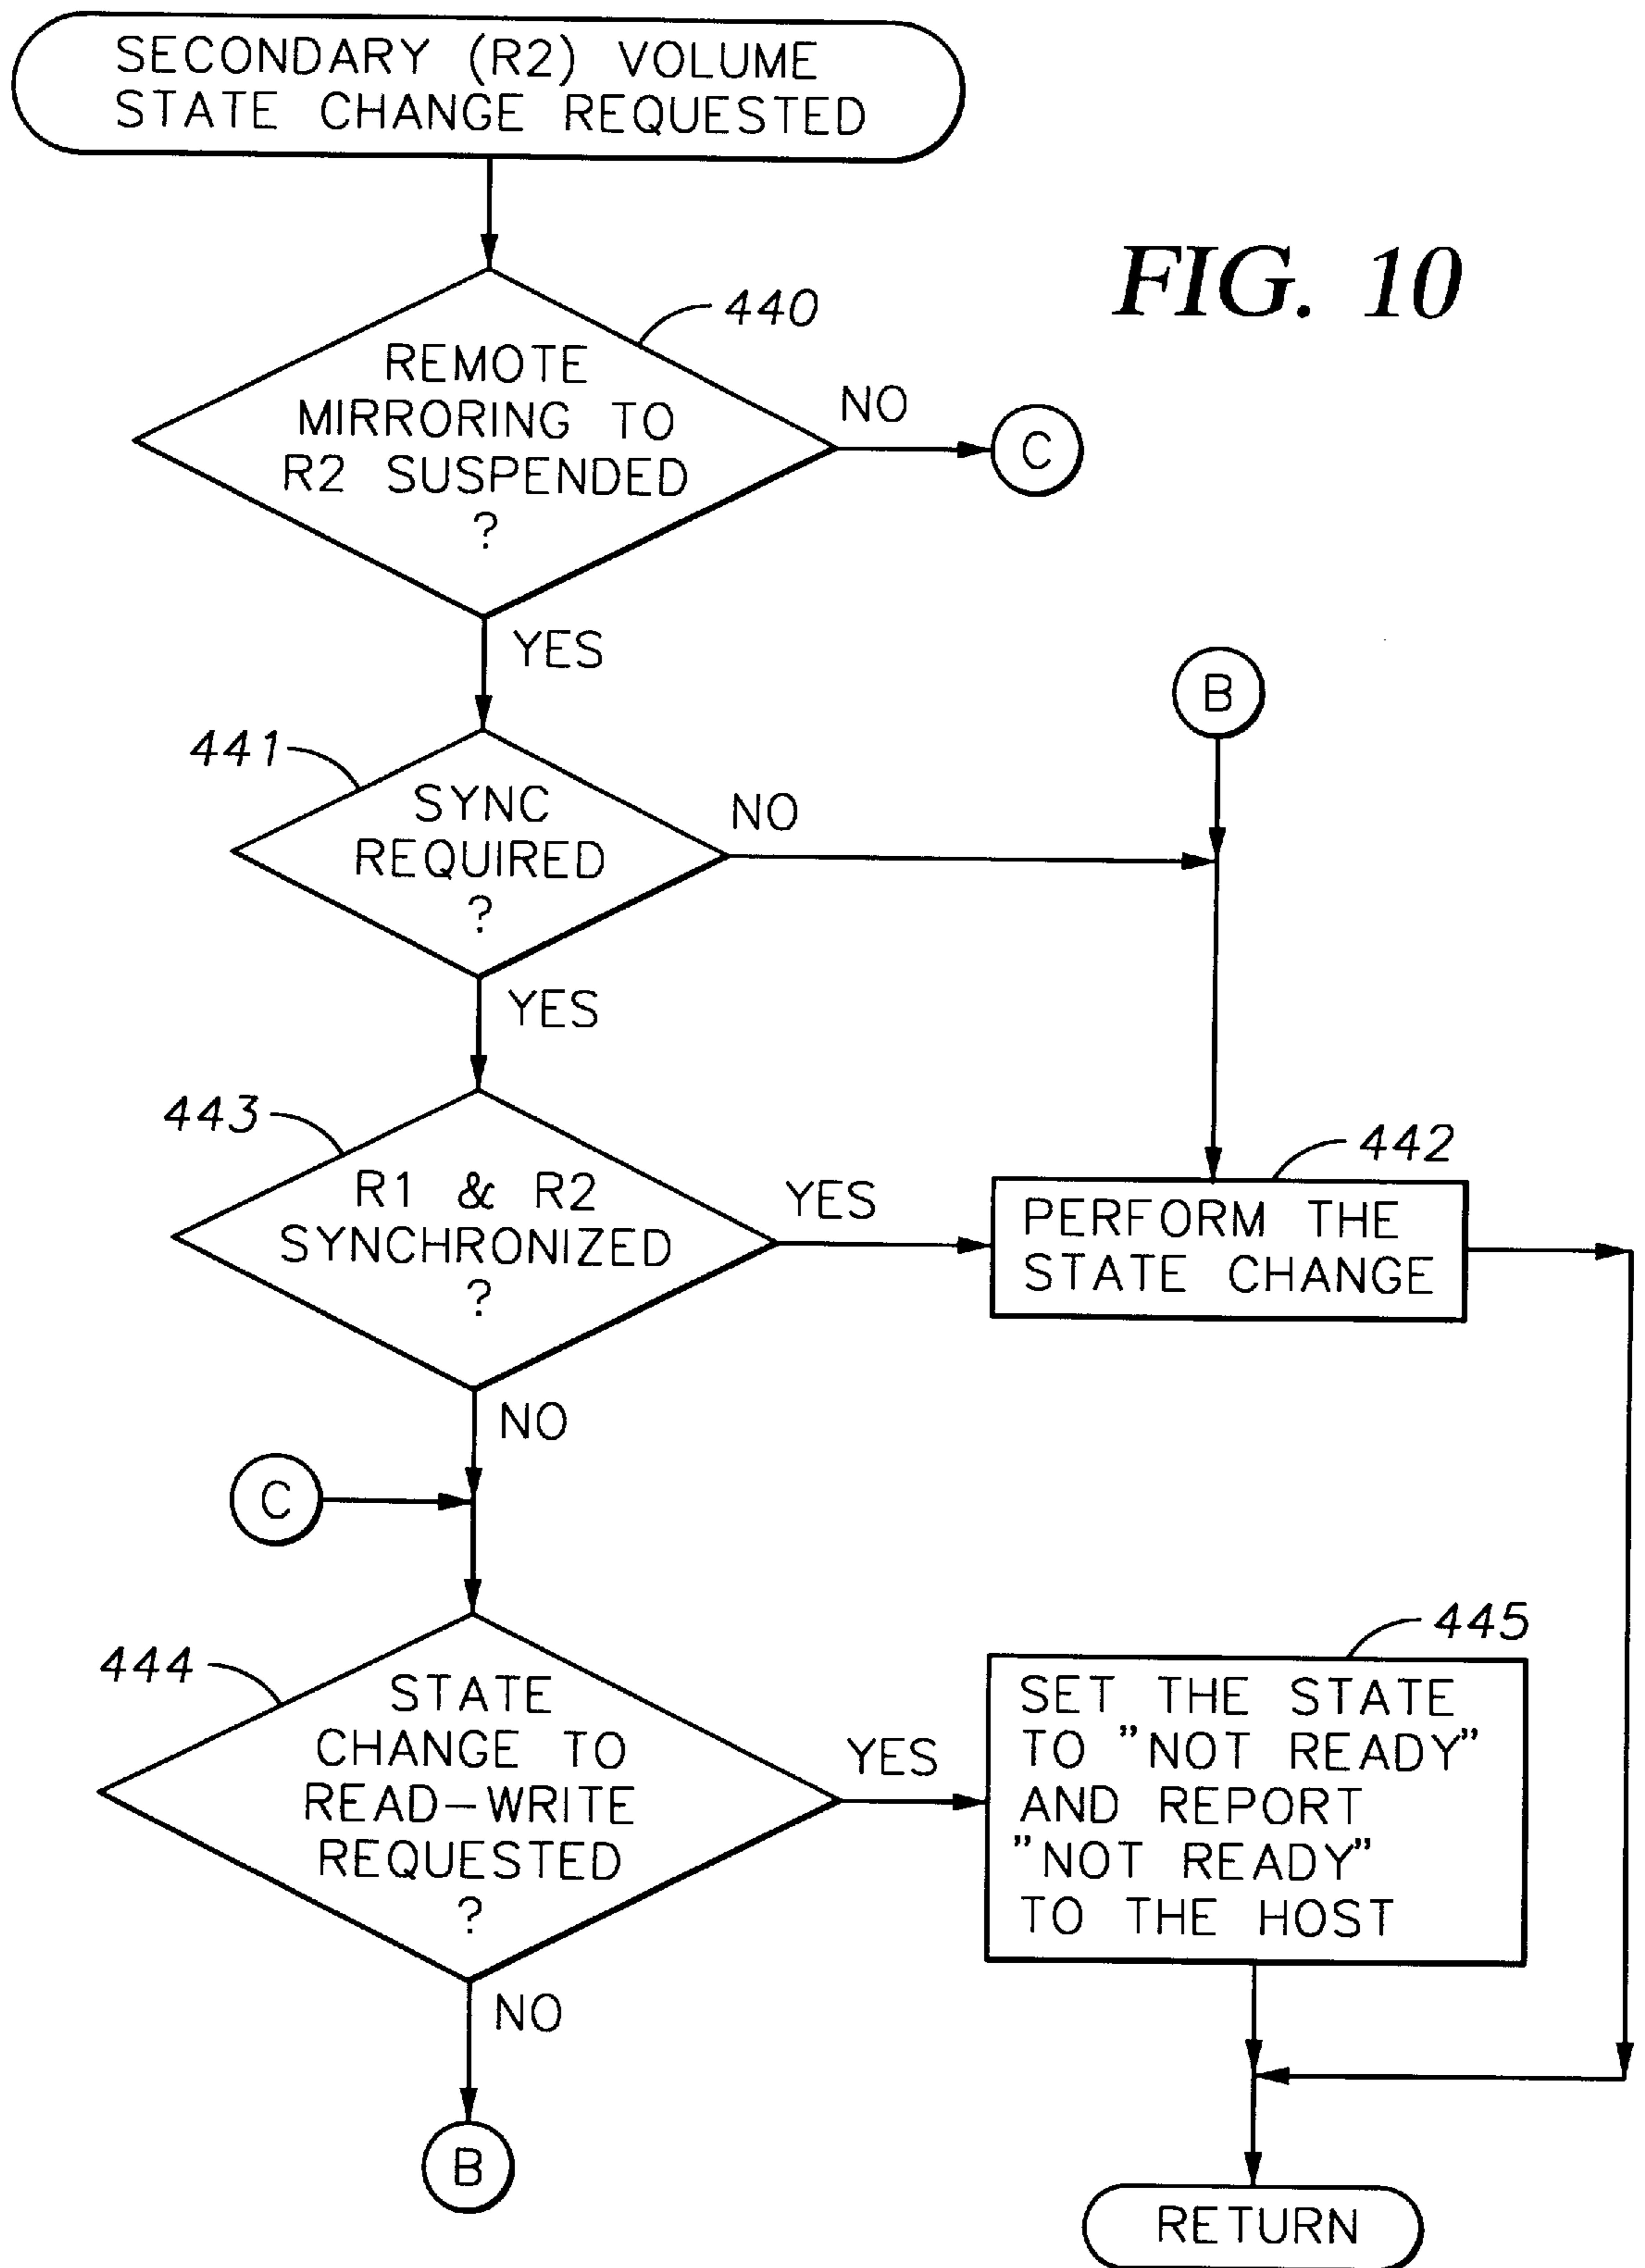 SECONDARY (R2) VOLUME
STATE CHANGE REQUESTED
FIG. 10
440
REMOTE
MIRRORING TO
R2 SUSPENDED
?
NO
C
YES
B
441
SYNC
REQUIRED
?
NO
YES
443
R1 & R2
SYNCHRONIZED
?
YES
442
PERFORM THE
STATE CHANGE
NO
C
444
STATE
CHANGE TO
READ-WRITE
REQUESTED
?
YES
445
SET THE STATE
TO "NOT READY"
AND REPORT
"NOT READY"
TO THE HOST
NO
B
RETURN